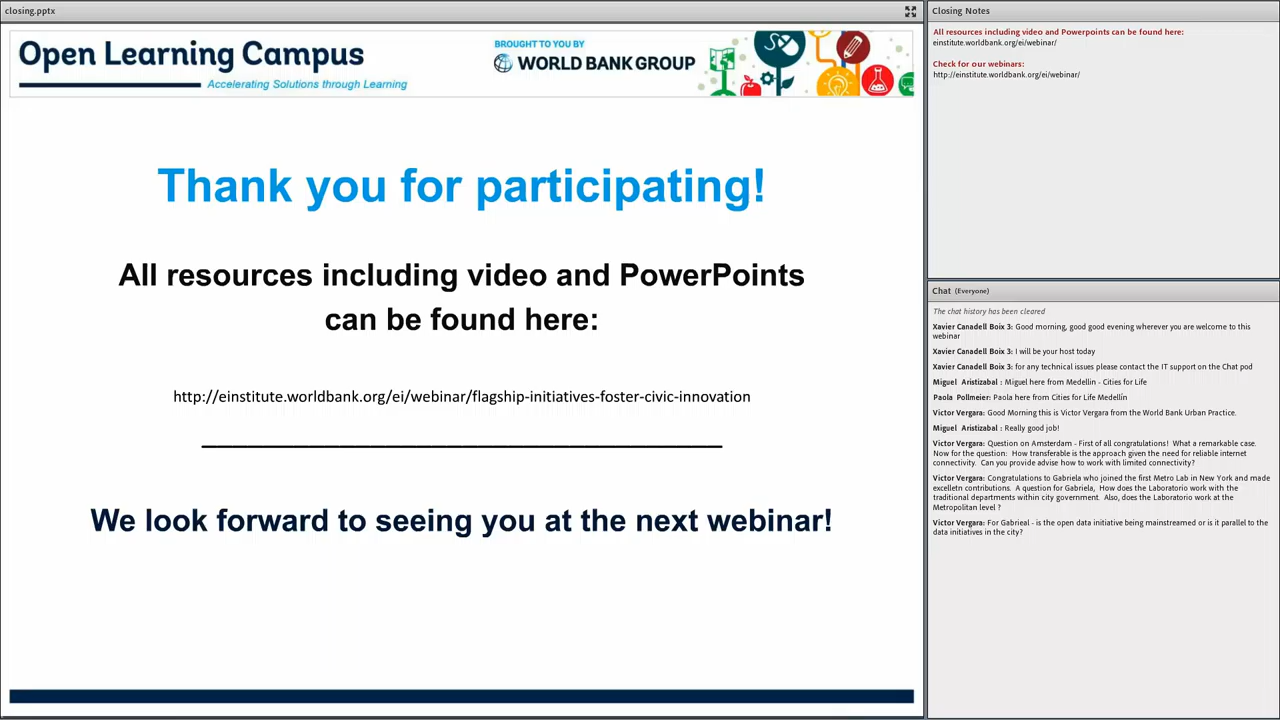 closing.pptx
Open Learning Campus
Accelerating Solutions through Learning
BROUGHT TO YOU BY
WORLD BANK GROUP
Thank you for participating!
All resources including video and PowerPoints
can be found here:
http://einstitute.worldbank.org/ei/webinar/flagship-initiatives-foster-civic-innovation
We look forward to seeing you at the next webinar!
Closing Notes
All resources including video and Powerpoints can be found here:
einstitute.worldbank.org/ei/webinar/
Check for our webinars:
http://einstitute.worldbank.org/ei/webinar/
Chat (Everyone)
The chat history has been cleared
Xavier Canadell Boix 3: Good morning, good good evening wherever you are welcome to this
webinar
Xavier Canadell Boix 3: I will be your host today
Xavier Canadell Boix 3: for any technical issues please contact the IT support on the Chat pod
Miguel Aristizabal : Miguel here from Medellin - Cities for Life
Paola Pollmeier: Paola here from Cities for Life Medellín
Victor Vergara: Good Morning this is Victor Vergara from the World Bank Urban Practice.
Miguel Aristizabal : Really good job!
Victor Vergara: Question on Amsterdam - First of all congratulations! What a remarkable case.
Now for the question: How transferable is the approach given the need for reliable internet
connectivity. Can you provide advise how to work with limited connectivity?
Victor Vergara: Congratulations to Gabriela who joined the first Metro Lab in New York and made
excelletn contributions. A question for Gabriela, How does the Laboratorio work with the
traditional departments within city government. Also, does the Laboratorio work at the
Metropolitan level ?
Victor Vergara: For Gabrieal - is the open data initiative being mainstreamed or is it parallel to the
data initiatives in the city?